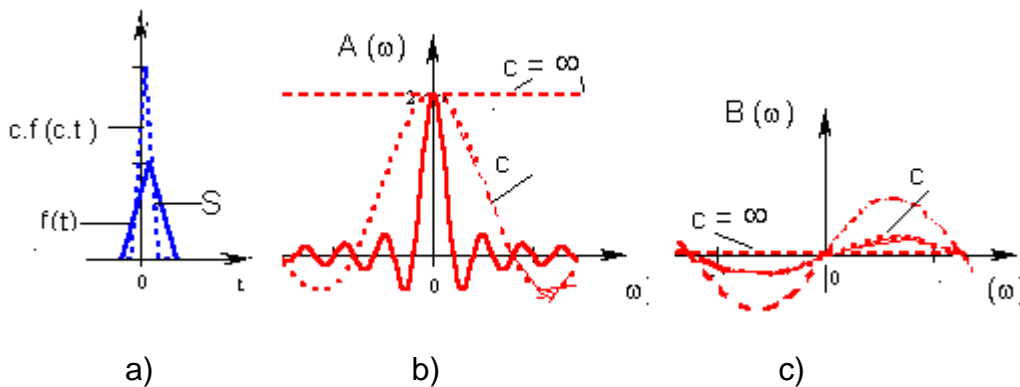 c.f(c.t)
f(t)
S
0
t
a)
A(ω)
c = ∞
2
c
0
ω
b)
B(ω)
c
c = ∞
0
(ω)
c)